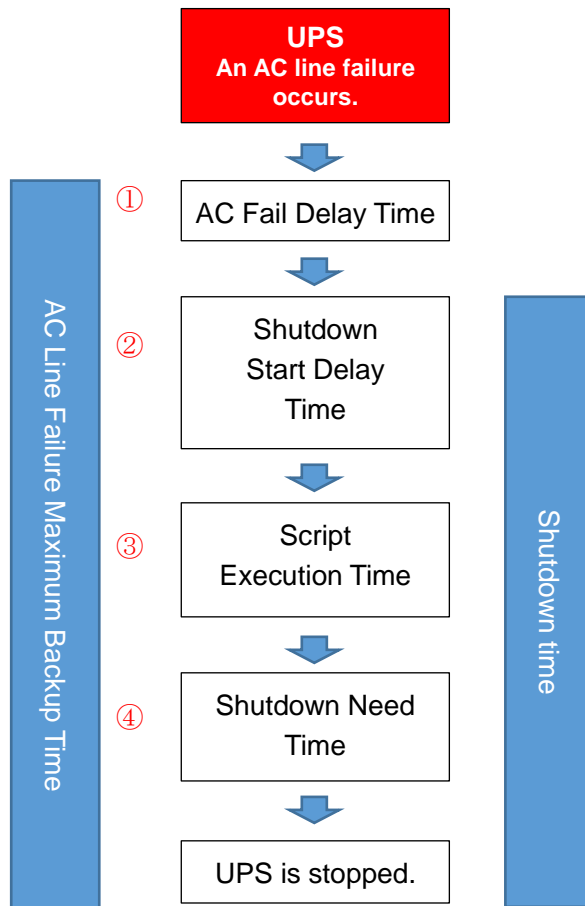 UPS
An AC line failure
occurs.
①
AC Fail Delay Time
②
Shutdown
Start Delay
Time
③
Script
Execution Time
④
Shutdown Need
Time
UPS is stopped.
AC Line Failure Maximum Backup Time
Shutdown time